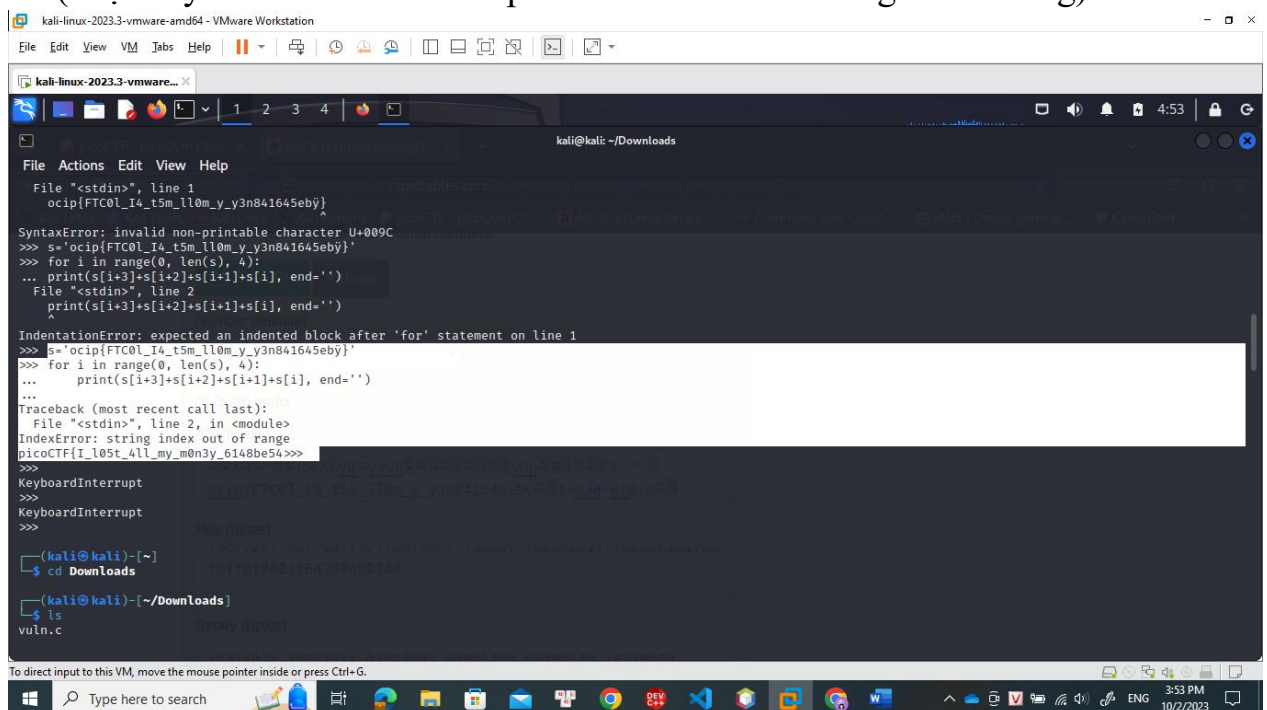 kali-linux-2023.3-vmware-amd64 - VMware Workstation
File Edit View VM Tabs Help
kali-linux-2023.3-vmware...
1 2 3 4
4:53
kali@kali: ~/Downloads
File Actions Edit View Help
File "<stdin>", line 1
ocip{FTC0l_I4_t5m_ll0m_y_y3n841645ebÿ}
^
SyntaxError: invalid non-printable character U+009C
>>> s='ocip{FTC0l_I4_t5m_ll0m_y_y3n841645ebÿ}'
>>> for i in range(0, len(s), 4):
... print(s[i+3]+s[i+2]+s[i+1]+s[i], end='')
File "<stdin>", line 2
print(s[i+3]+s[i+2]+s[i+1]+s[i], end='')
^
IndentationError: expected an indented block after 'for' statement on line 1
>>> s='ocip{FTC0l_I4_t5m_ll0m_y_y3n841645ebÿ}'
>>> for i in range(0, len(s), 4):
... print(s[i+3]+s[i+2]+s[i+1]+s[i], end='')
...
Traceback (most recent call last):
File "<stdin>", line 2, in <module>
IndexError: string index out of range
picoCTF{I_l05t_4ll_my_m0n3y_6148be54>>>
>>>
KeyboardInterrupt
>>>
KeyboardInterrupt
>>>
┌──(kali㉿kali)-[~]
└─$ cd Downloads
┌──(kali㉿kali)-[~/Downloads]
└─$ ls
vuln.c
To direct input to this VM, move the mouse pointer inside or press Ctrl+G.
Type here to search
ENG
3:53 PM
10/2/2023